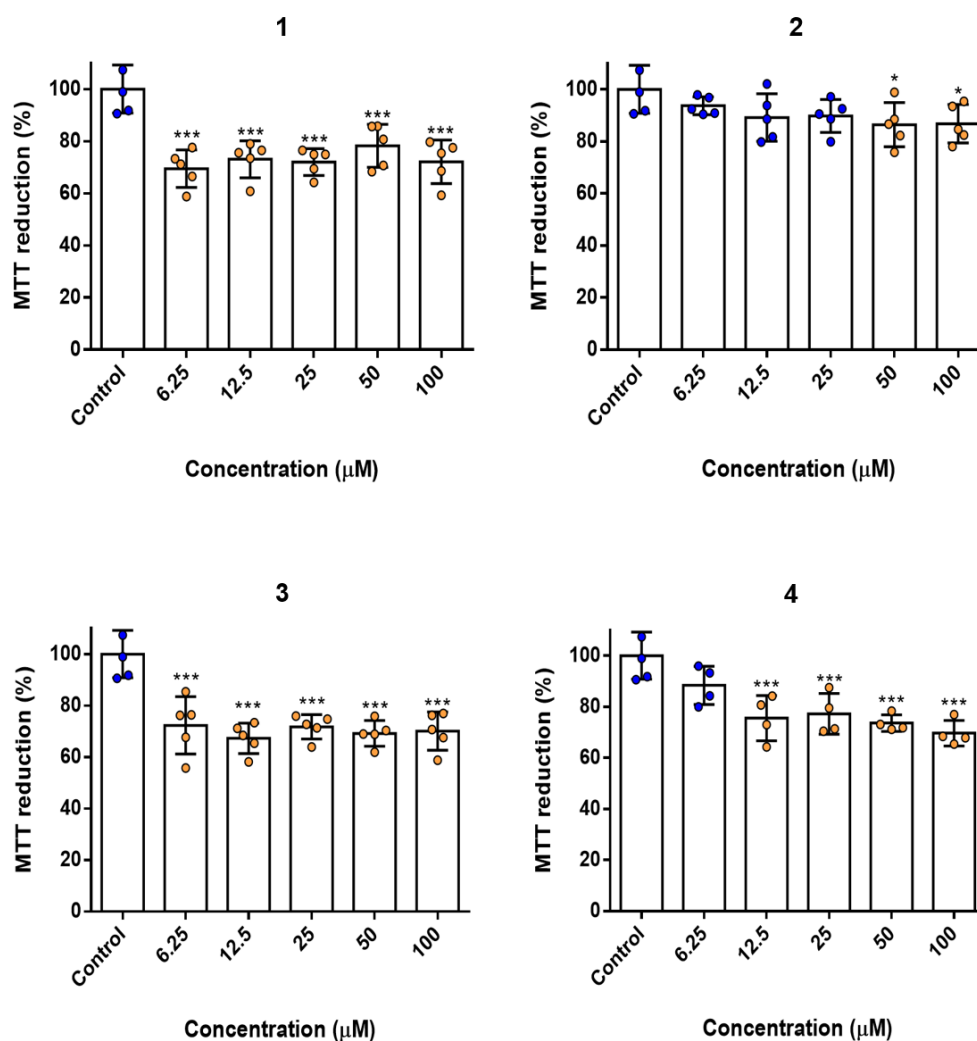 1
MTT reduction (%)
100
80
60
40
20
0
*** *** *** *** ***
Control 6.25 12.5 25 50 100
Concentration (μM)
2
MTT reduction (%)
100
80
60
40
20
0
* *
Control 6.25 12.5 25 50 100
Concentration (μM)
3
MTT reduction (%)
100
80
60
40
20
0
*** *** *** *** ***
Control 6.25 12.5 25 50 100
Concentration (μM)
4
MTT reduction (%)
100
80
60
40
20
0
*** *** *** ***
Control 6.25 12.5 25 50 100
Concentration (μM)